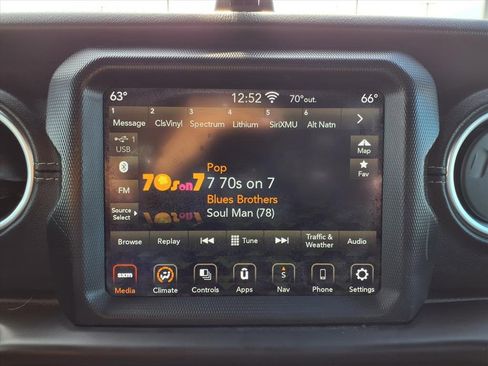 63° 12:52 70°out. 66°
1 2 3 4 5 6
Message ClsVinyl Spectrum Lithium SiriXMU Alt Natn
1
USB
Map
Pop
70s on 7 7 70s on 7
Fav
FM
Blues Brothers
Source
Select
Soul Man (78)
Browse Replay Tune Traffic & Weather Audio
sxm S
Media Climate Controls Apps Nav Phone Settings